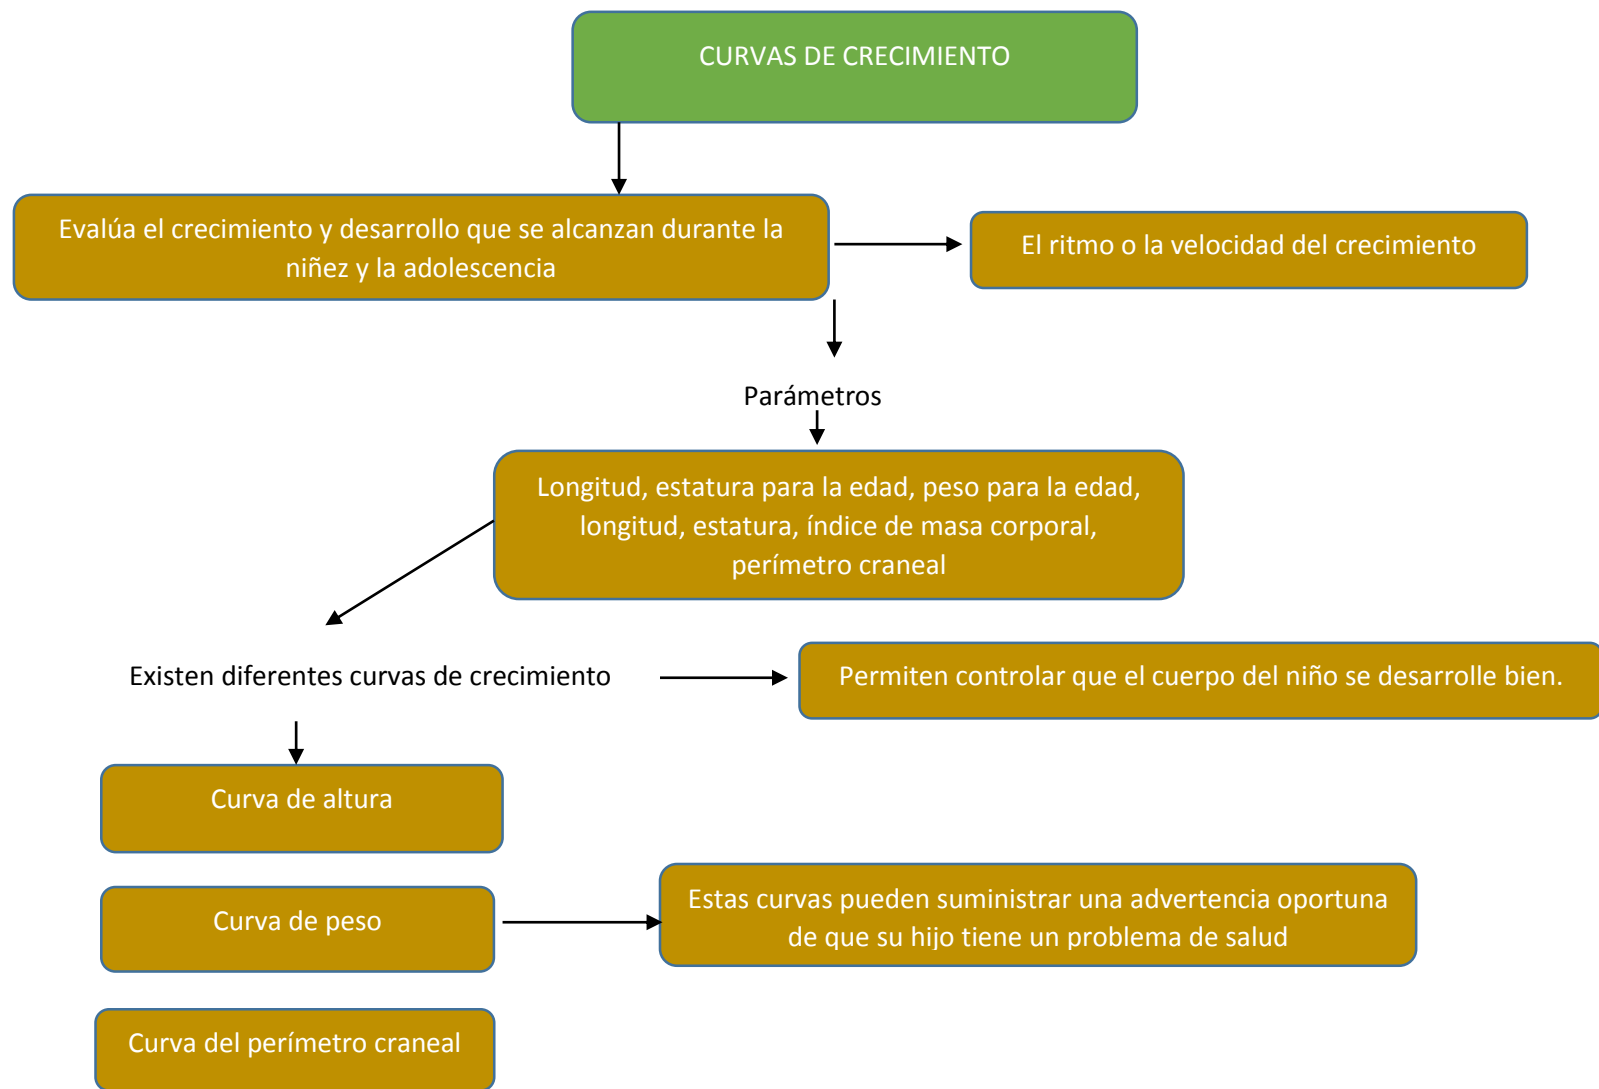 CURVAS DE CRECIMIENTO
Evalúa el crecimiento y desarrollo que se alcanzan durante la
niñez y la adolescencia
El ritmo o la velocidad del crecimiento
Parámetros
Longitud, estatura para la edad, peso para la edad,
longitud, estatura, índice de masa corporal,
perímetro craneal
Existen diferentes curvas de crecimiento
Permiten controlar que el cuerpo del niño se desarrolle bien.
Curva de altura
Curva de peso
Estas curvas pueden suministrar una advertencia oportuna
de que su hijo tiene un problema de salud
Curva del perímetro craneal